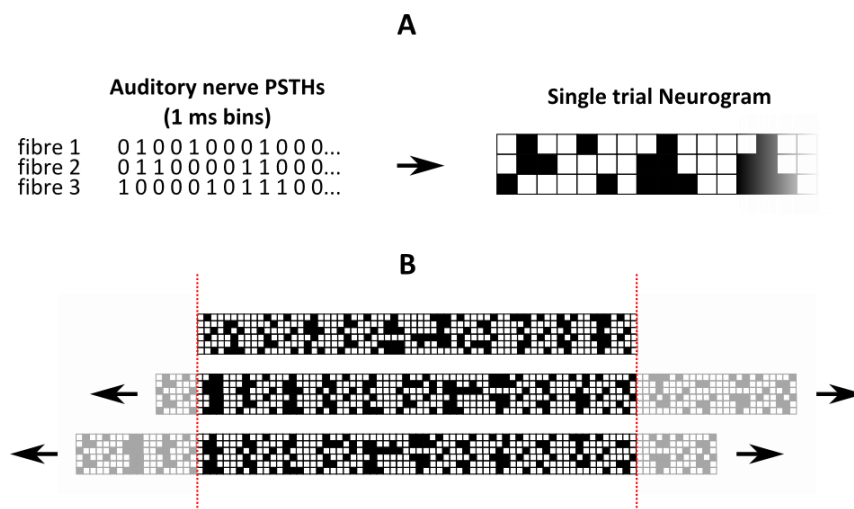 A
Auditory nerve PSTHs
(1 ms bins)
Single trial Neurogram
fibre 1 0 1 0 0 1 0 0 0 1 0 0 0...
fibre 2 0 1 1 0 0 0 0 1 1 0 0 0...
fibre 3 1 0 0 0 0 1 0 1 1 1 0 0...
B